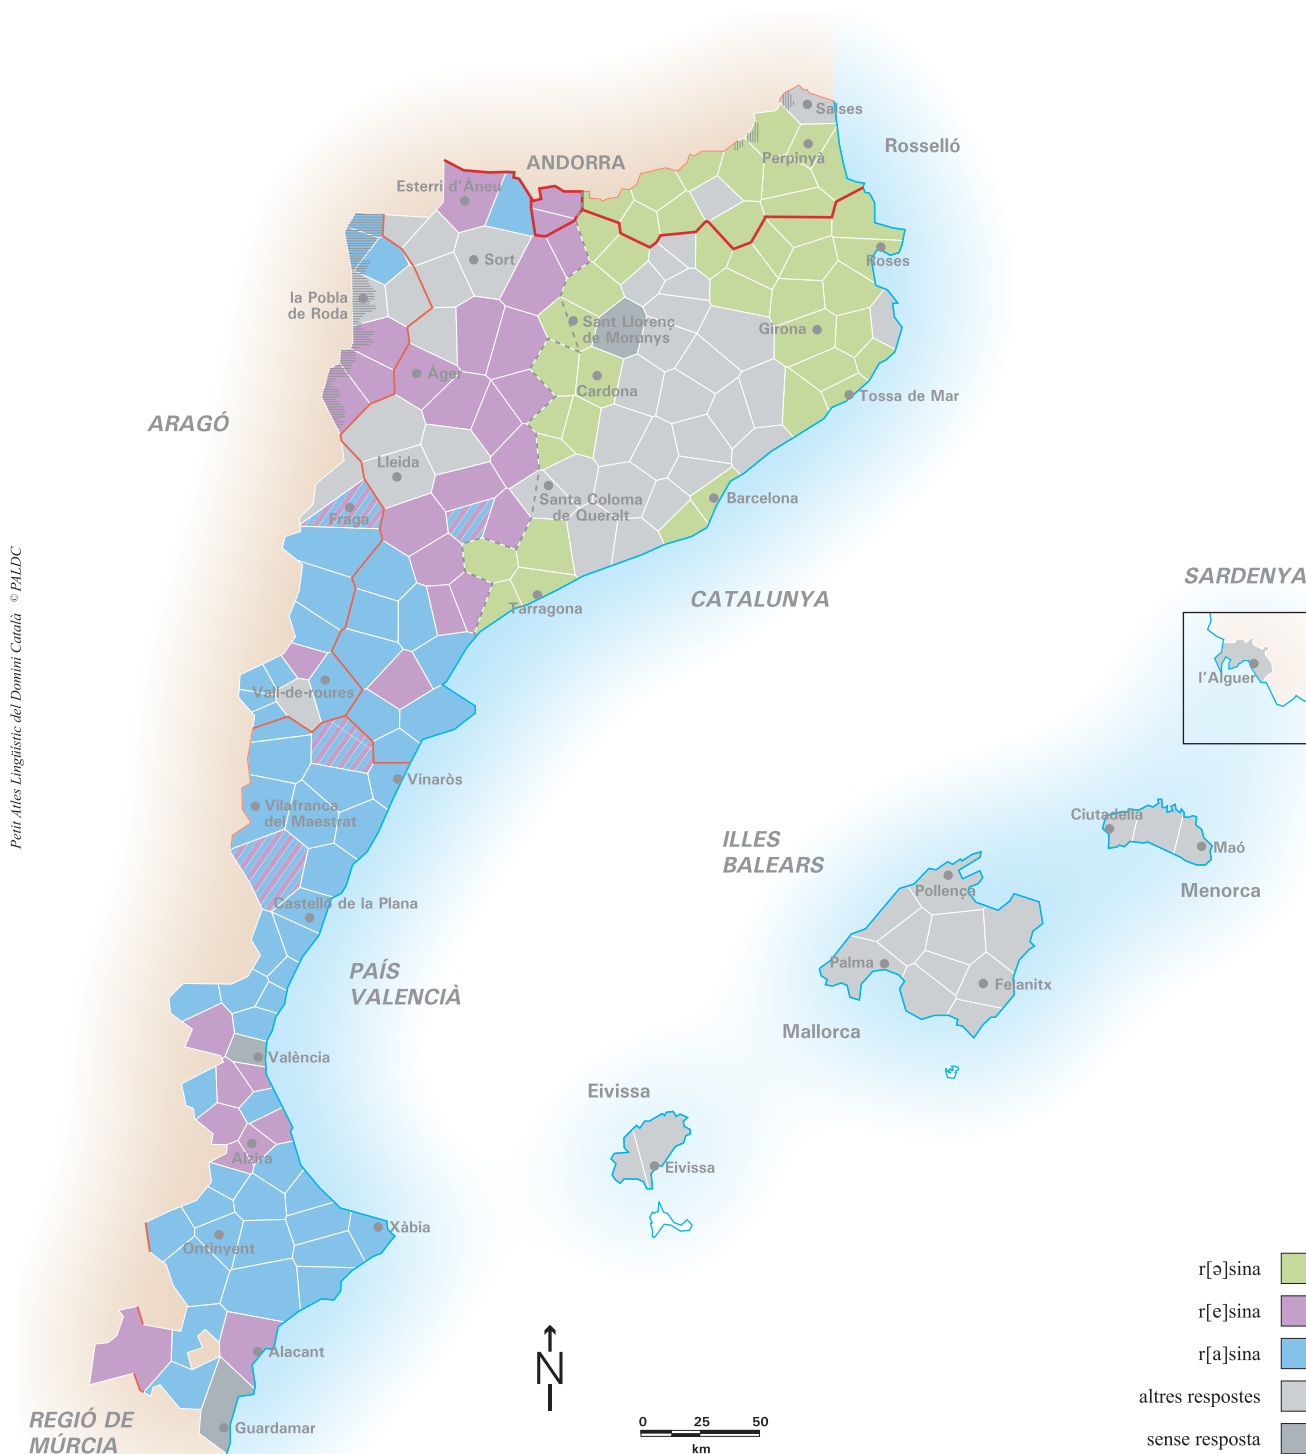 Salses
Rosselló
Perpinyà
ANDORRA
Esterri d'Àneu
Roses
Sort
la Pobla
de Roda
Sant Llorenç
de Morunys
Girona
Àger
Cardona
Tossa de Mar
ARAGÓ
Lleida
Santa Coloma
de Queralt
Barcelona
Fraga
CATALUNYA
Tarragona
SARDENYA
l'Alguer
Vall-de-roures
Vinaròs
Vilafranca
del Maestrat
ILLES
BALEARS
Ciutadella
Maó
Menorca
Pollença
Castelló de la Plana
Palma
Felanitx
PAÍS
VALENCIÀ
Mallorca
València
Eivissa
Eivissa
Alzira
Xàbia
Ontinyent
Alacant
Guardamar
REGIÓ DE
MÚRCIA
N
0 25 50
km
r[ə]sina
r[e]sina
r[a]sina
altres respostes
sense resposta
Petit Atles Lingüístic del Domini Català © PALDC